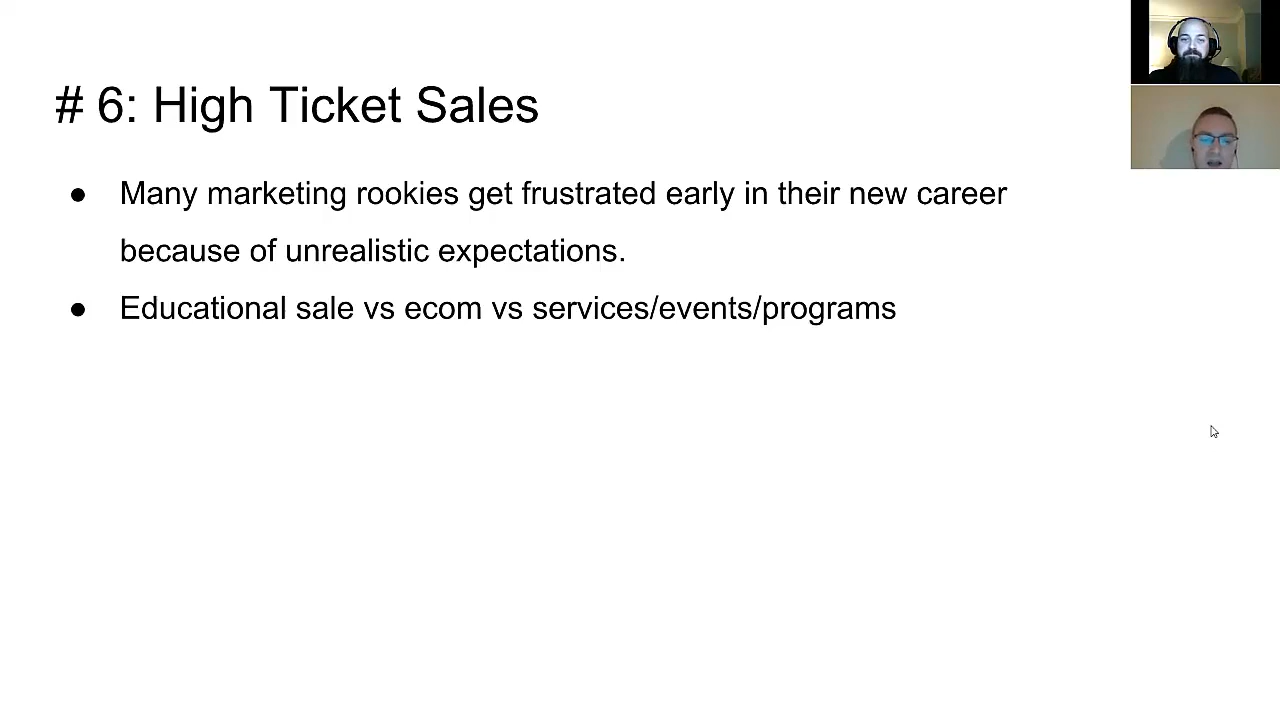 # 6: High Ticket Sales
● Many marketing rookies get frustrated early in their new career
because of unrealistic expectations.
● Educational sale vs ecom vs services/events/programs